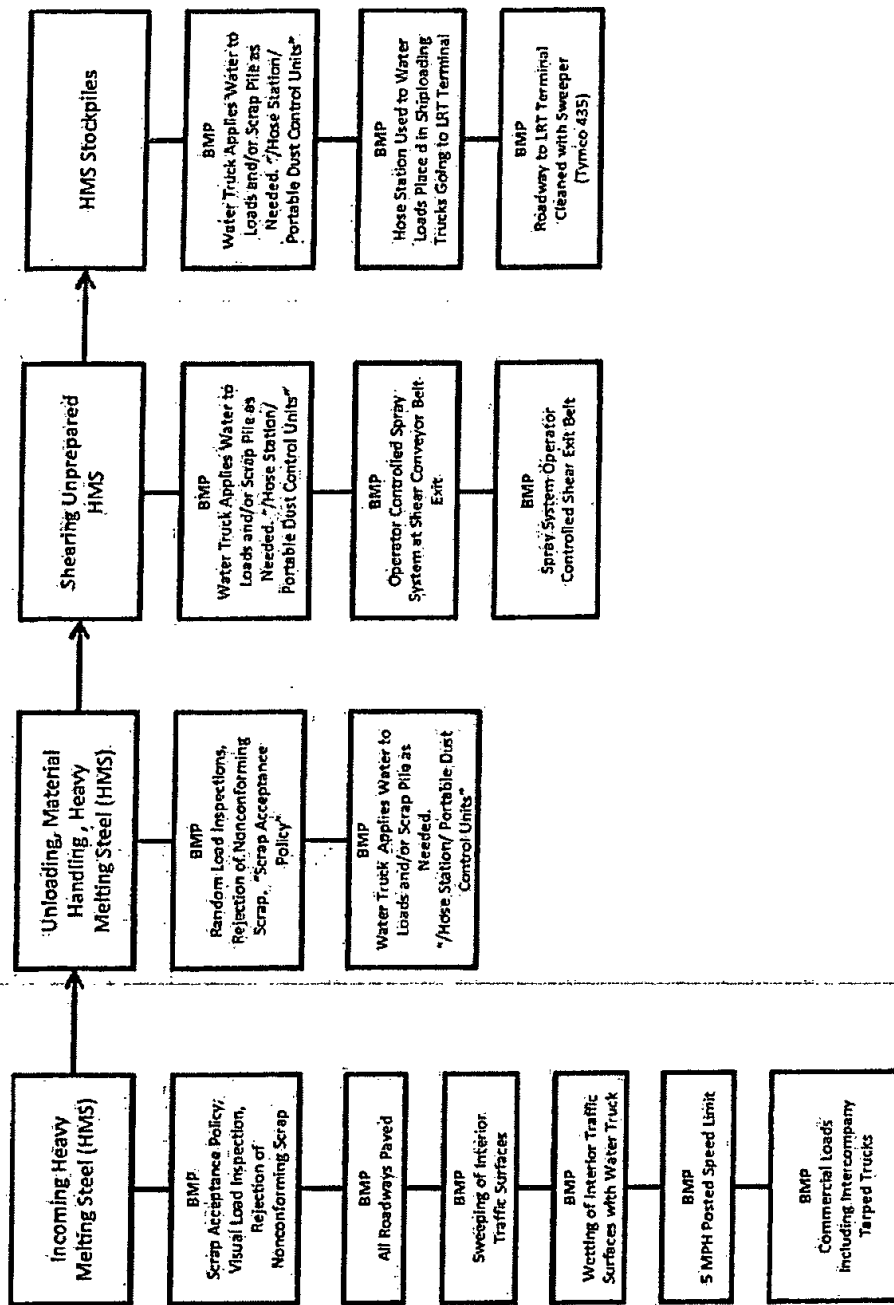 Incoming Heavy
Melting Steel (HMS)
BMP
Scrap Acceptance Policy;
Visual Load Inspection,
Rejection of
Nonconforming Scrap
BMP
All Roadways Paved
BMP
Sweeping of Interior
Traffic Surfaces
BMP
Wetting of Interior Traffic
Surfaces with Water Truck
BMP
5 MPH Posted Speed Limit
BMP
Commercial Loads
Including Intercompany
Tarped Trucks
Unloading, Material
Handling , Heavy
Melting Steel (HMS)
BMP
Random Load Inspections,
Rejection of Nonconforming
Scrap, "Scrap Acceptance
Policy"
BMP
Water Truck Applies Water to
Loads and/or Scrap Pile as
Needed.
"/Hose Station/ Portable Dust
Control Units"
Shearing Unprepared
HMS
BMP
Water Truck Applies Water to
Loads and/or Scrap Pile as
Needed. "/Hose Station/
Portable Dust Control Units"
BMP
Operator Controlled Spray
System at Shear Conveyor Belt
Exit.
BMP
Spray System Operator
Controlled Shear Exit Belt
HMS Stockpiles
BMP
Water Truck Applies Water to
Loads and/or Scrap Pile as
Needed. "/Hose Station/
Portable Dust Control Units"
BMP
Hose Station Used to Water
Loads Place d in Shiploading
Trucks Going to LRT Terminal
BMP
Roadway to LRT Terminal
Cleaned with Sweeper
(Tymco 435)